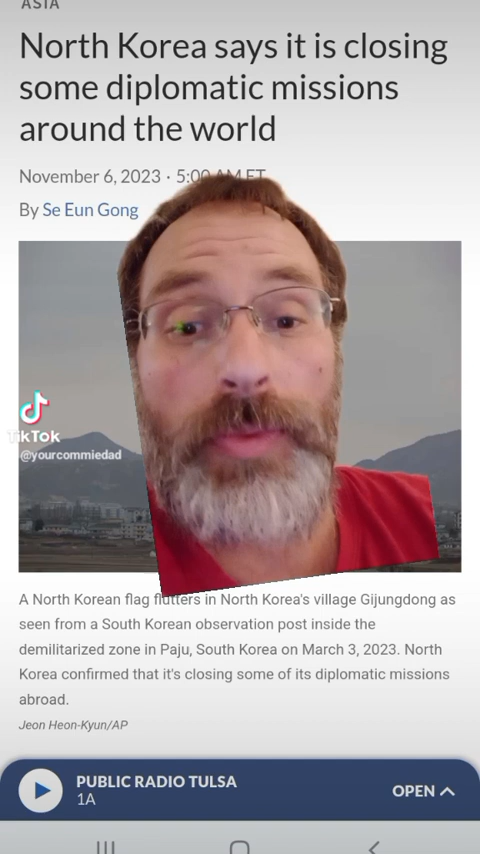 ASIA
North Korea says it is closing
some diplomatic missions
around the world
November 6, 2023 · 5:00 AM ET
By Se Eun Gong
TikTok
@yourcommiedad
A North Korean flag flutters in North Korea's village Gijungdong as
seen from a South Korean observation post inside the
demilitarized zone in Paju, South Korea on March 3, 2023. North
Korea confirmed that it's closing some of its diplomatic missions
abroad.
Jeon Heon-Kyun/AP
PUBLIC RADIO TULSA
1A
OPEN